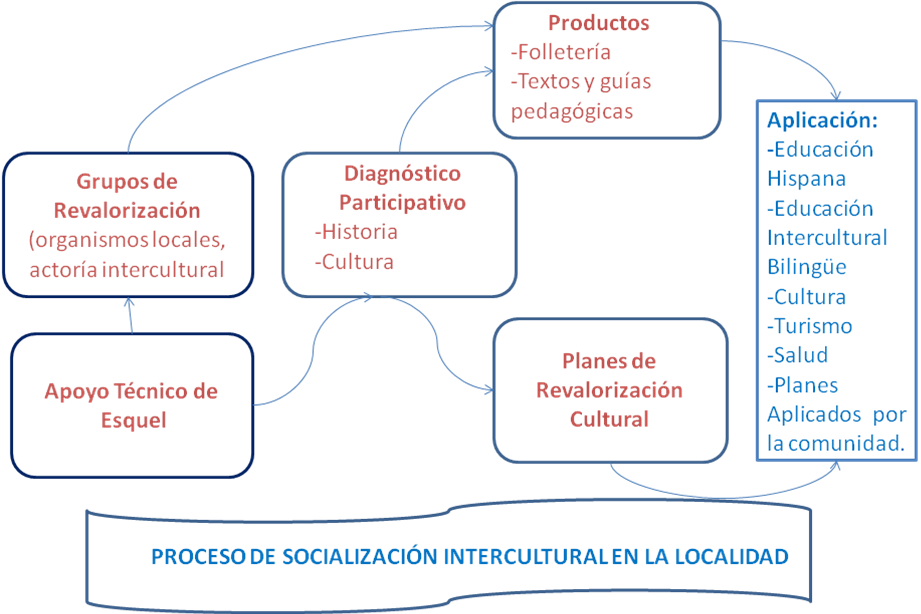 Productos
-Folletería
-Textos y guías
pedagógicas
Aplicación:
-Educación
Hispana
-Educación
Intercultural
Bilingüe
-Cultura
-Turismo
-Salud
-Planes
Aplicados por
la comunidad.
Grupos de
Revalorización
(organismos locales,
actoría intercultural
Diagnóstico
Participativo
-Historia
-Cultura
Apoyo Técnico de
Esquel
Planes de
Revalorización
Cultural
PROCESO DE SOCIALIZACIÓN INTERCULTURAL EN LA LOCALIDAD